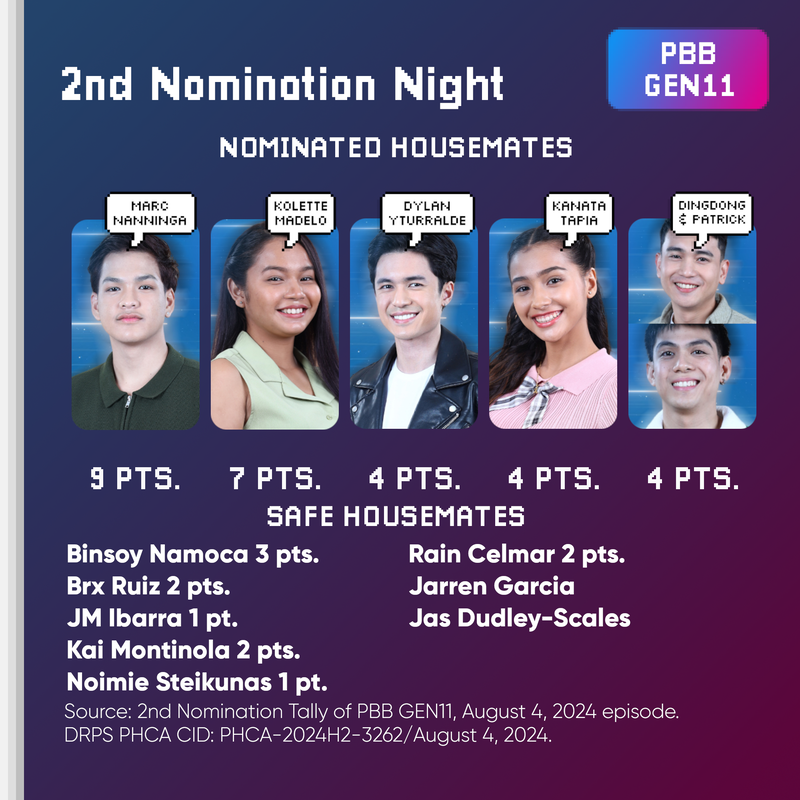 2nd Nomination Night
PBB
GEN11
NOMINATED HOUSEMATES
MARC
NANNINGA
KOLETTE
MADELO
DYLAN
YTURRALDE
KANATA
TAPIA
DINGDONG
& PATRICK
9 PTS.
7 PTS.
4 PTS.
4 PTS.
4 PTS.
SAFE HOUSEMATES
Binsoy Namoca 3 pts.
Brx Ruiz 2 pts.
JM Ibarra 1 pt.
Kai Montinola 2 pts.
Noimie Steikunas 1 pt.
Rain Celmar 2 pts.
Jarren Garcia
Jas Dudley-Scales
Source: 2nd Nomination Tally of PBB GEN11, August 4, 2024 episode.
DRPS PHCA CID: PHCA-2024H2-3262/August 4, 2024.